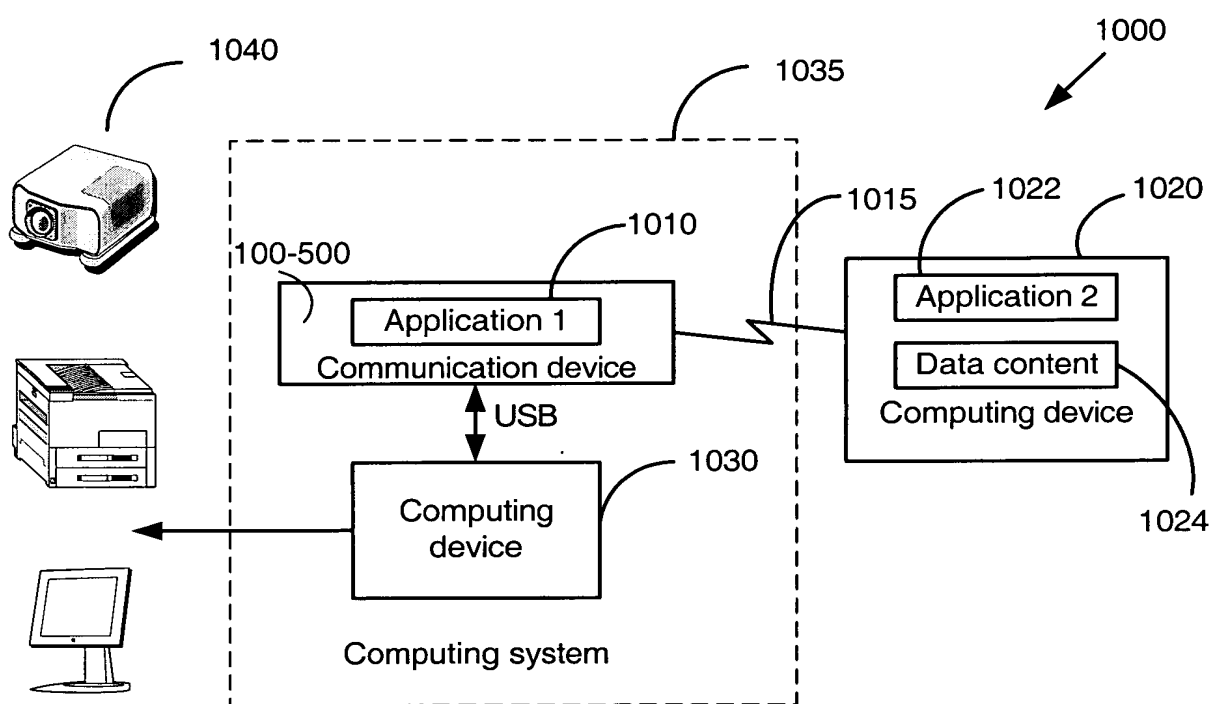 1000
1040
1035
1015
1022
1020
1010
100-500
Application 1
Communication device
Application 2
Data content
Computing device
USB
1030
1024
Computing
device
Computing system